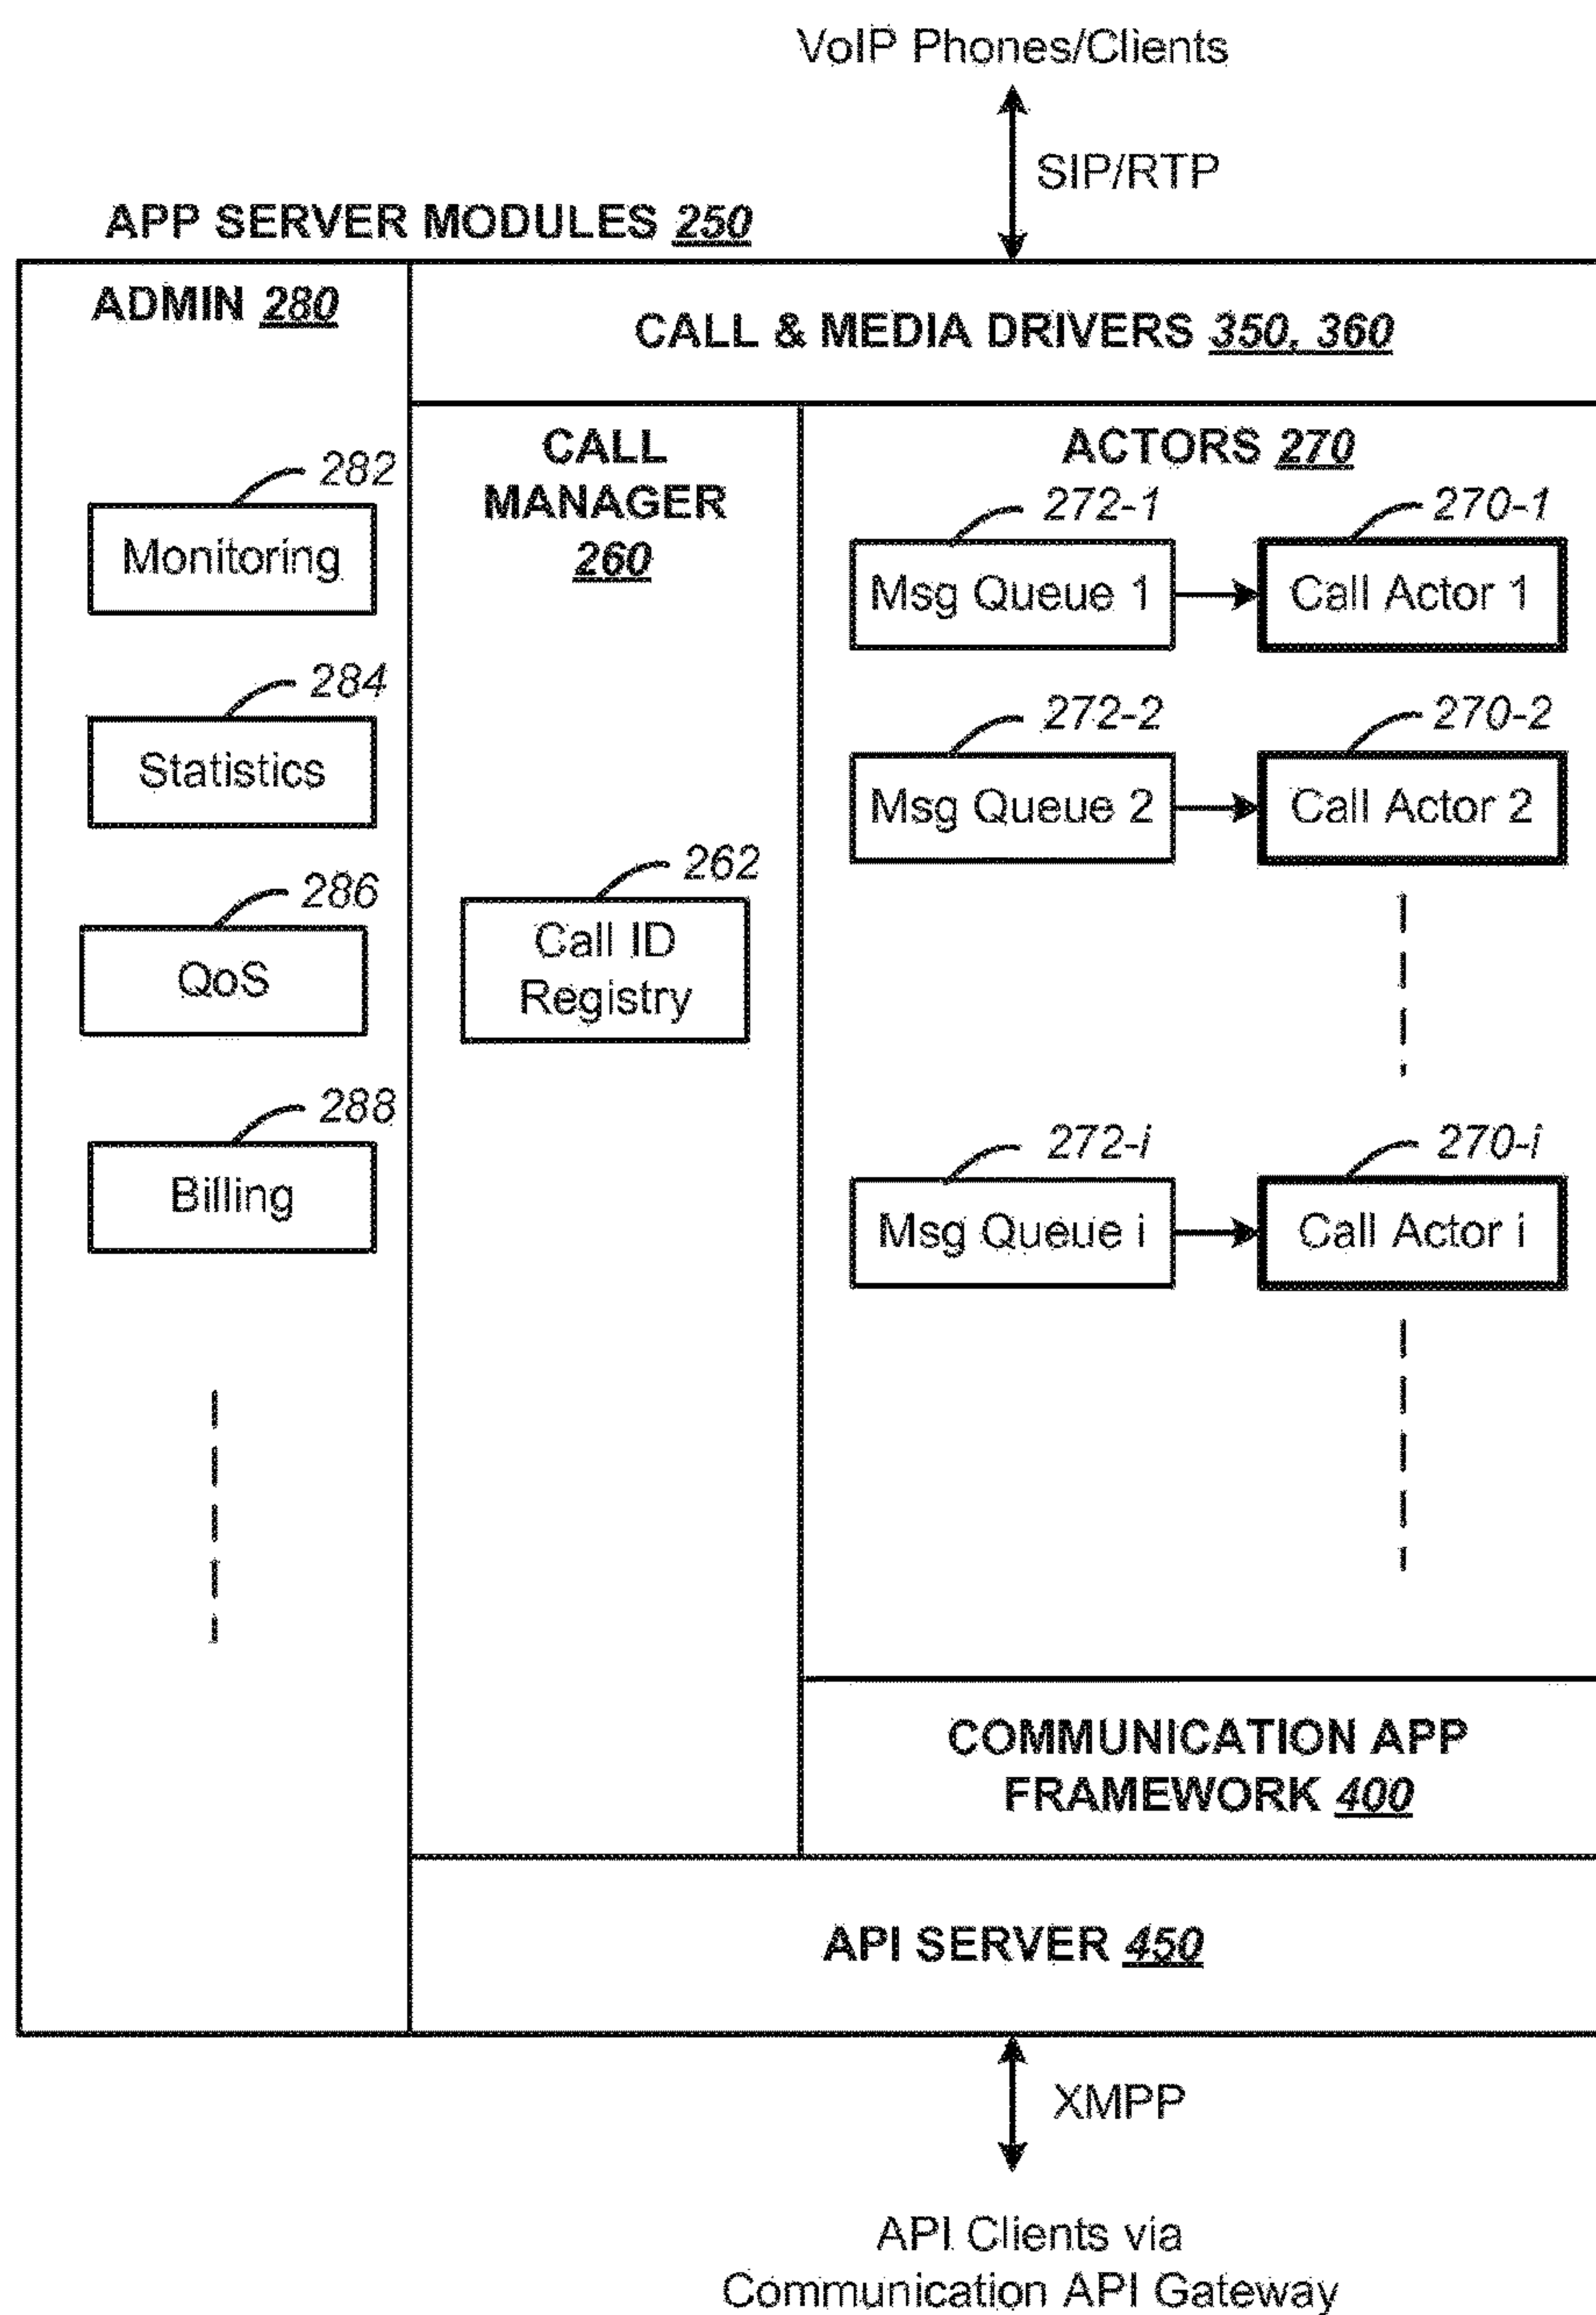 VoIP Phones/Clients
SIP/RTP
APP SERVER MODULES 250
ADMIN 280
CALL & MEDIA DRIVERS 350, 360
282
Monitoring
284
Statistics
286
QoS
288
Billing
CALL
MANAGER
260
262
Call ID
Registry
ACTORS 270
272-1
270-1
Msg Queue 1
Call Actor 1
272-2
270-2
Msg Queue 2
Call Actor 2
272-i
270-i
Msg Queue i
Call Actor i
COMMUNICATION APP
FRAMEWORK 400
API SERVER 450
XMPP
API Clients via
Communication API Gateway